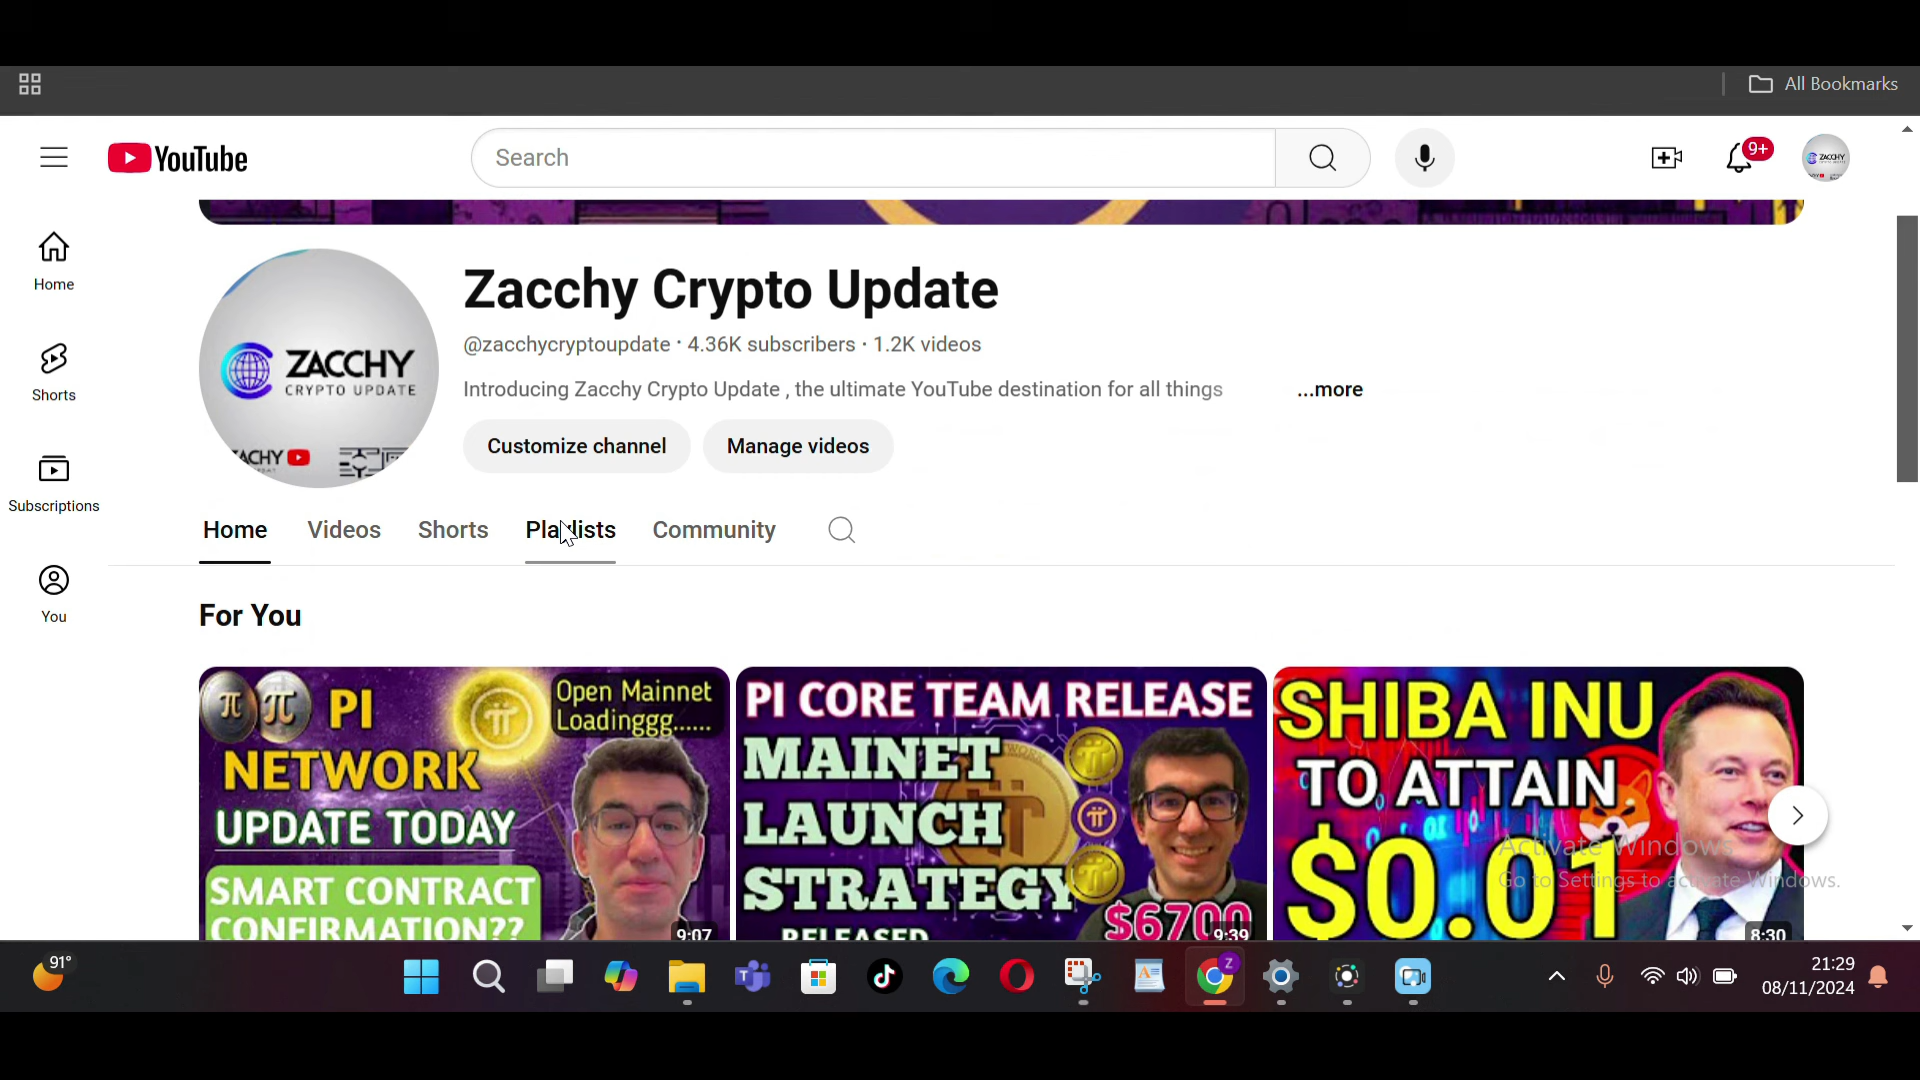 All Bookmarks
YouTube
Search
9+
ZACCHY
Home
Shorts
Subscriptions
You
ZACCHY
CRYPTO UPDATE
ACHY
Zacchy Crypto Update
@zacchycryptoupdate · 4.36K subscribers · 1.2K videos
Introducing Zacchy Crypto Update , the ultimate YouTube destination for all things ...more
Customize channel Manage videos
Home Videos Shorts Playlists Community
For You
PI
NETWORK
UPDATE TODAY
SMART CONTRACT
CONFIRMATION??
Open Mainnet
Loadinggg......
9:07
PI CORE TEAM RELEASE
MAINET
LAUNCH
STRATEGY
RELEASED
$6700
9:39
SHIBA INU
TO ATTAIN
$0.01
8:30
Activate Windows
Go to Settings to activate Windows.
91°
Z
21:29
08/11/2024